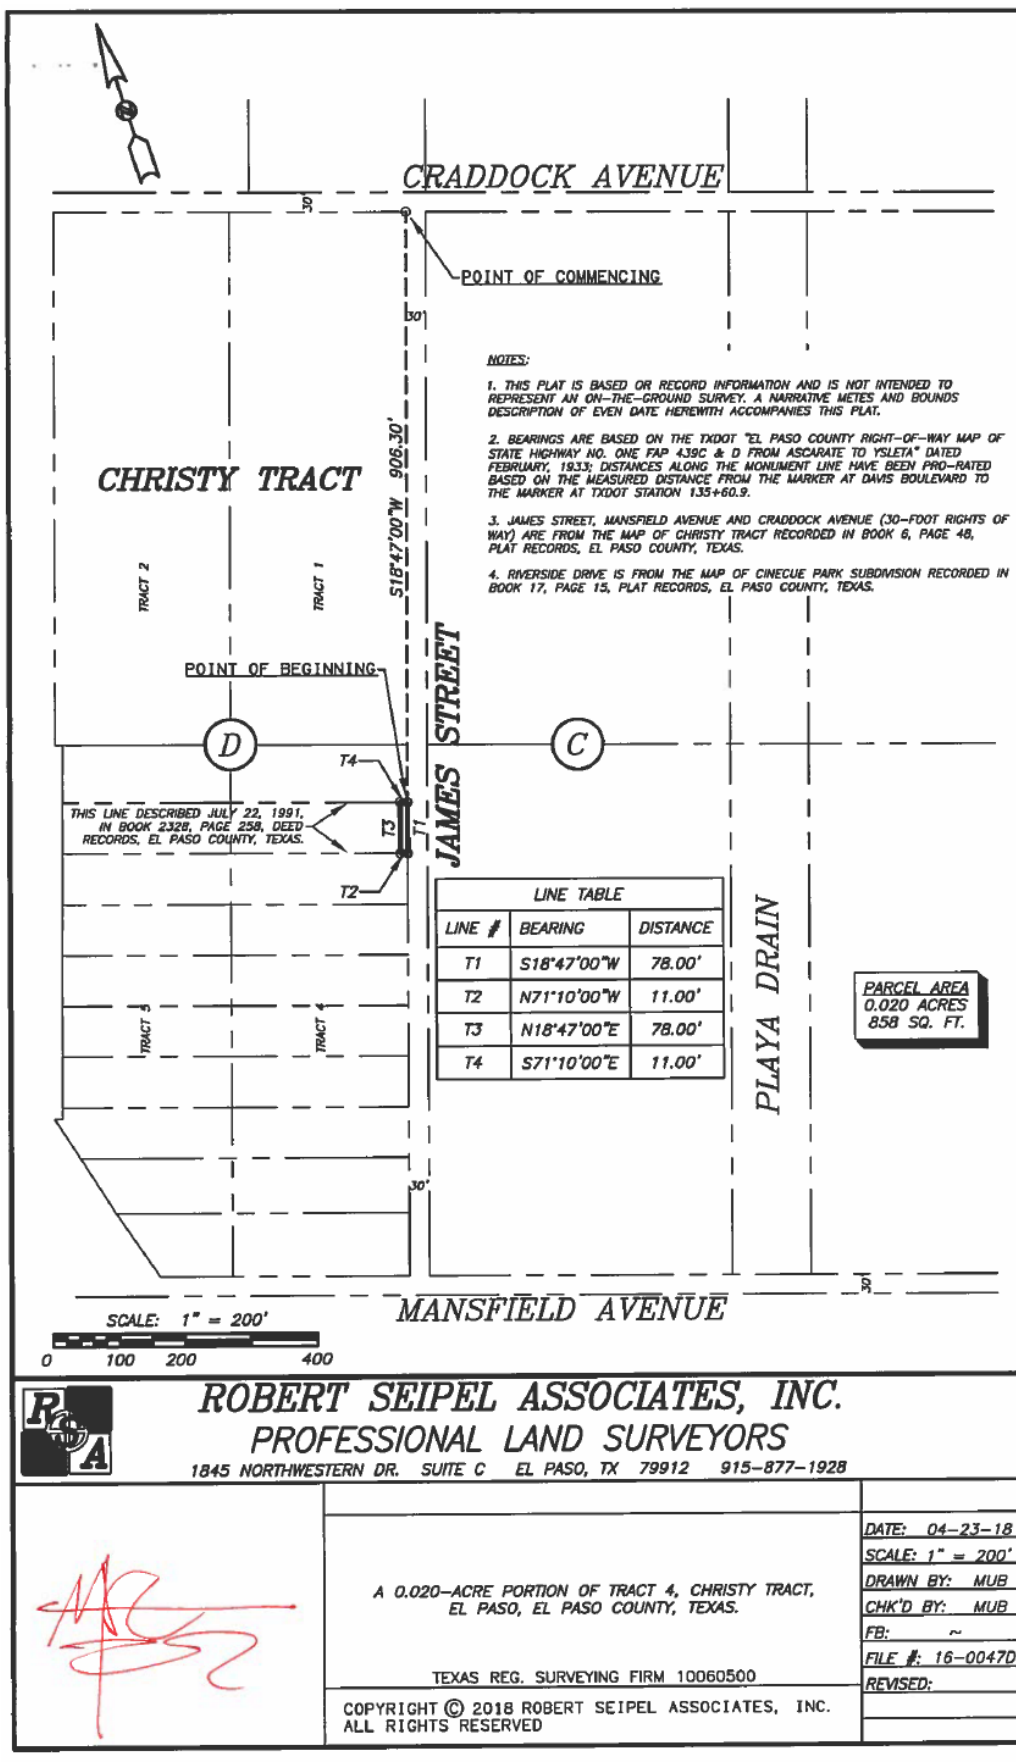 CRADDOCK AVENUE
30'
POINT OF COMMENCING
30'
S18°47'00"W 906.30'
NOTES:
1. THIS PLAT IS BASED OR RECORD INFORMATION AND IS NOT INTENDED TO
REPRESENT AN ON-THE-GROUND SURVEY. A NARRATIVE METES AND BOUNDS
DESCRIPTION OF EVEN DATE HEREWITH ACCOMPANIES THIS PLAT.
2. BEARINGS ARE BASED ON THE TXDOT "EL PASO COUNTY RIGHT-OF-WAY MAP OF
STATE HIGHWAY NO. ONE FAP 439C & D FROM ASCARATE TO YSLETA" DATED
FEBRUARY, 1933; DISTANCES ALONG THE MONUMENT LINE HAVE BEEN PRO-RATED
BASED ON THE MEASURED DISTANCE FROM THE MARKER AT DAVIS BOULEVARD TO
THE MARKER AT TXDOT STATION 135+60.9.
3. JAMES STREET, MANSFIELD AVENUE AND CRADDOCK AVENUE (30-FOOT RIGHTS OF
WAY) ARE FROM THE MAP OF CHRISTY TRACT RECORDED IN BOOK 6, PAGE 48,
PLAT RECORDS, EL PASO COUNTY, TEXAS.
4. RIVERSIDE DRIVE IS FROM THE MAP OF CINECUE PARK SUBDIVISION RECORDED IN
BOOK 17, PAGE 15, PLAT RECORDS, EL PASO COUNTY, TEXAS.
CHRISTY TRACT
TRACT 2
TRACT 1
POINT OF BEGINNING
JAMES STREET
D
C
T4
T3
T1
T2
THIS LINE DESCRIBED JULY 22, 1991,
IN BOOK 2328, PAGE 258, DEED
RECORDS, EL PASO COUNTY, TEXAS.
LINE TABLE
LINE # BEARING DISTANCE
T1 S18°47'00"W 78.00'
T2 N71°10'00"W 11.00'
T3 N18°47'00"E 78.00'
T4 S71°10'00"E 11.00'
PLAYA DRAIN
PARCEL AREA
0.020 ACRES
858 SQ. FT.
TRACT 5
TRACT 4
30'
30'
MANSFIELD AVENUE
SCALE: 1" = 200'
0 100 200 400
RSA
ROBERT SEIPEL ASSOCIATES, INC.
PROFESSIONAL LAND SURVEYORS
1845 NORTHWESTERN DR. SUITE C EL PASO, TX 79912 915-877-1928
A 0.020-ACRE PORTION OF TRACT 4, CHRISTY TRACT,
EL PASO, EL PASO COUNTY, TEXAS.
TEXAS REG. SURVEYING FIRM 10060500
COPYRIGHT © 2018 ROBERT SEIPEL ASSOCIATES, INC.
ALL RIGHTS RESERVED
DATE: 04-23-18
SCALE: 1" = 200'
DRAWN BY: MUB
CHK'D BY: MUB
FB: ~
FILE #: 16-0047D
REVISED: